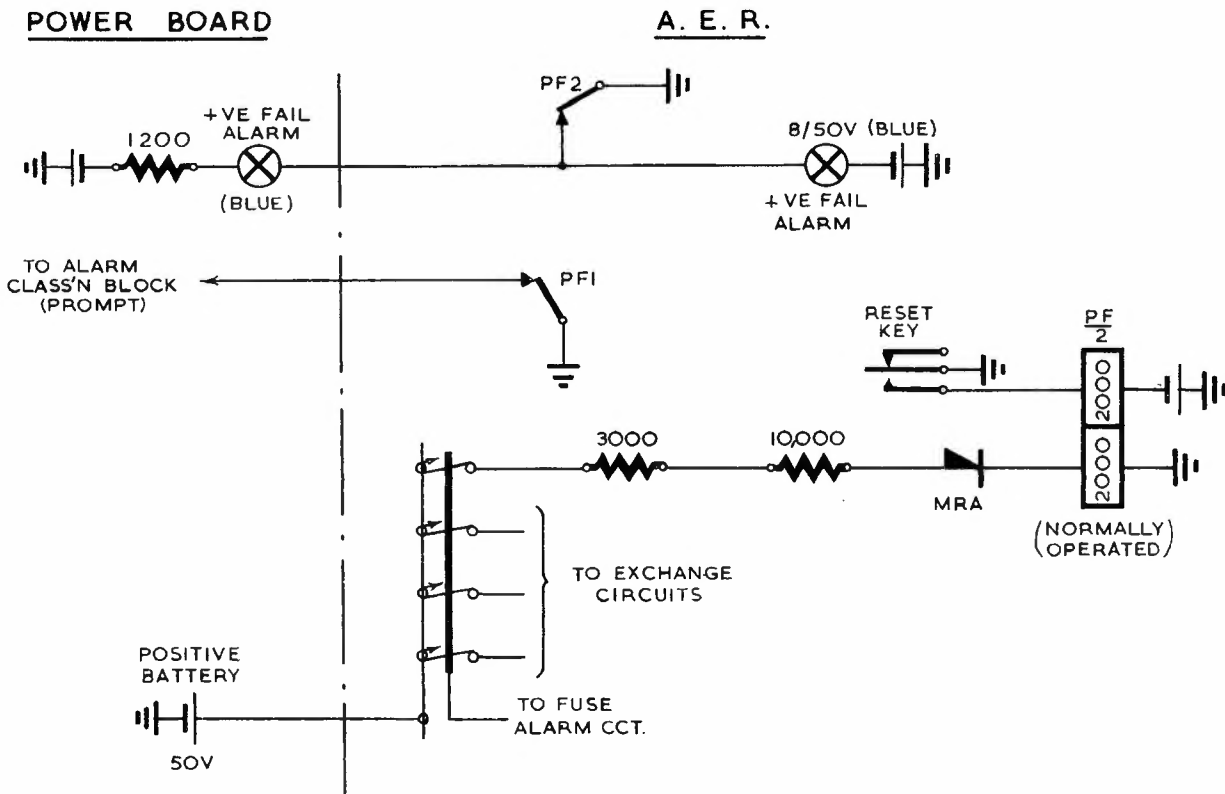 POWER BOARD
A. E. R.
PF2
+VE FAIL
ALARM
1200
(BLUE)
8/50V (BLUE)
+VE FAIL
ALARM
TO ALARM
CLASS'N BLOCK
(PROMPT)
PF1
RESET
KEY
PF
2
2000
2000
3000
10,000
MRA
(NORMALLY
OPERATED)
TO EXCHANGE
CIRCUITS
POSITIVE
BATTERY
50V
TO FUSE
ALARM CCT.